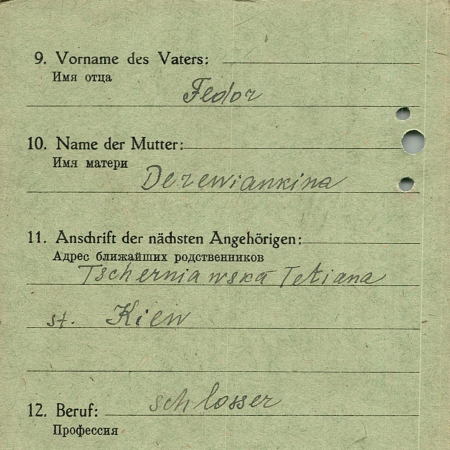 9. Vorname des Vaters:
Имя отца
Fedor
10. Name der Mutter:
Имя матери
Derewiankina
11. Anschrift der nächsten Angehörigen:
Адрес ближайших родственников
Tscherniawska Tetiana
st. Kiew
schlosser
12. Beruf:
Профессия